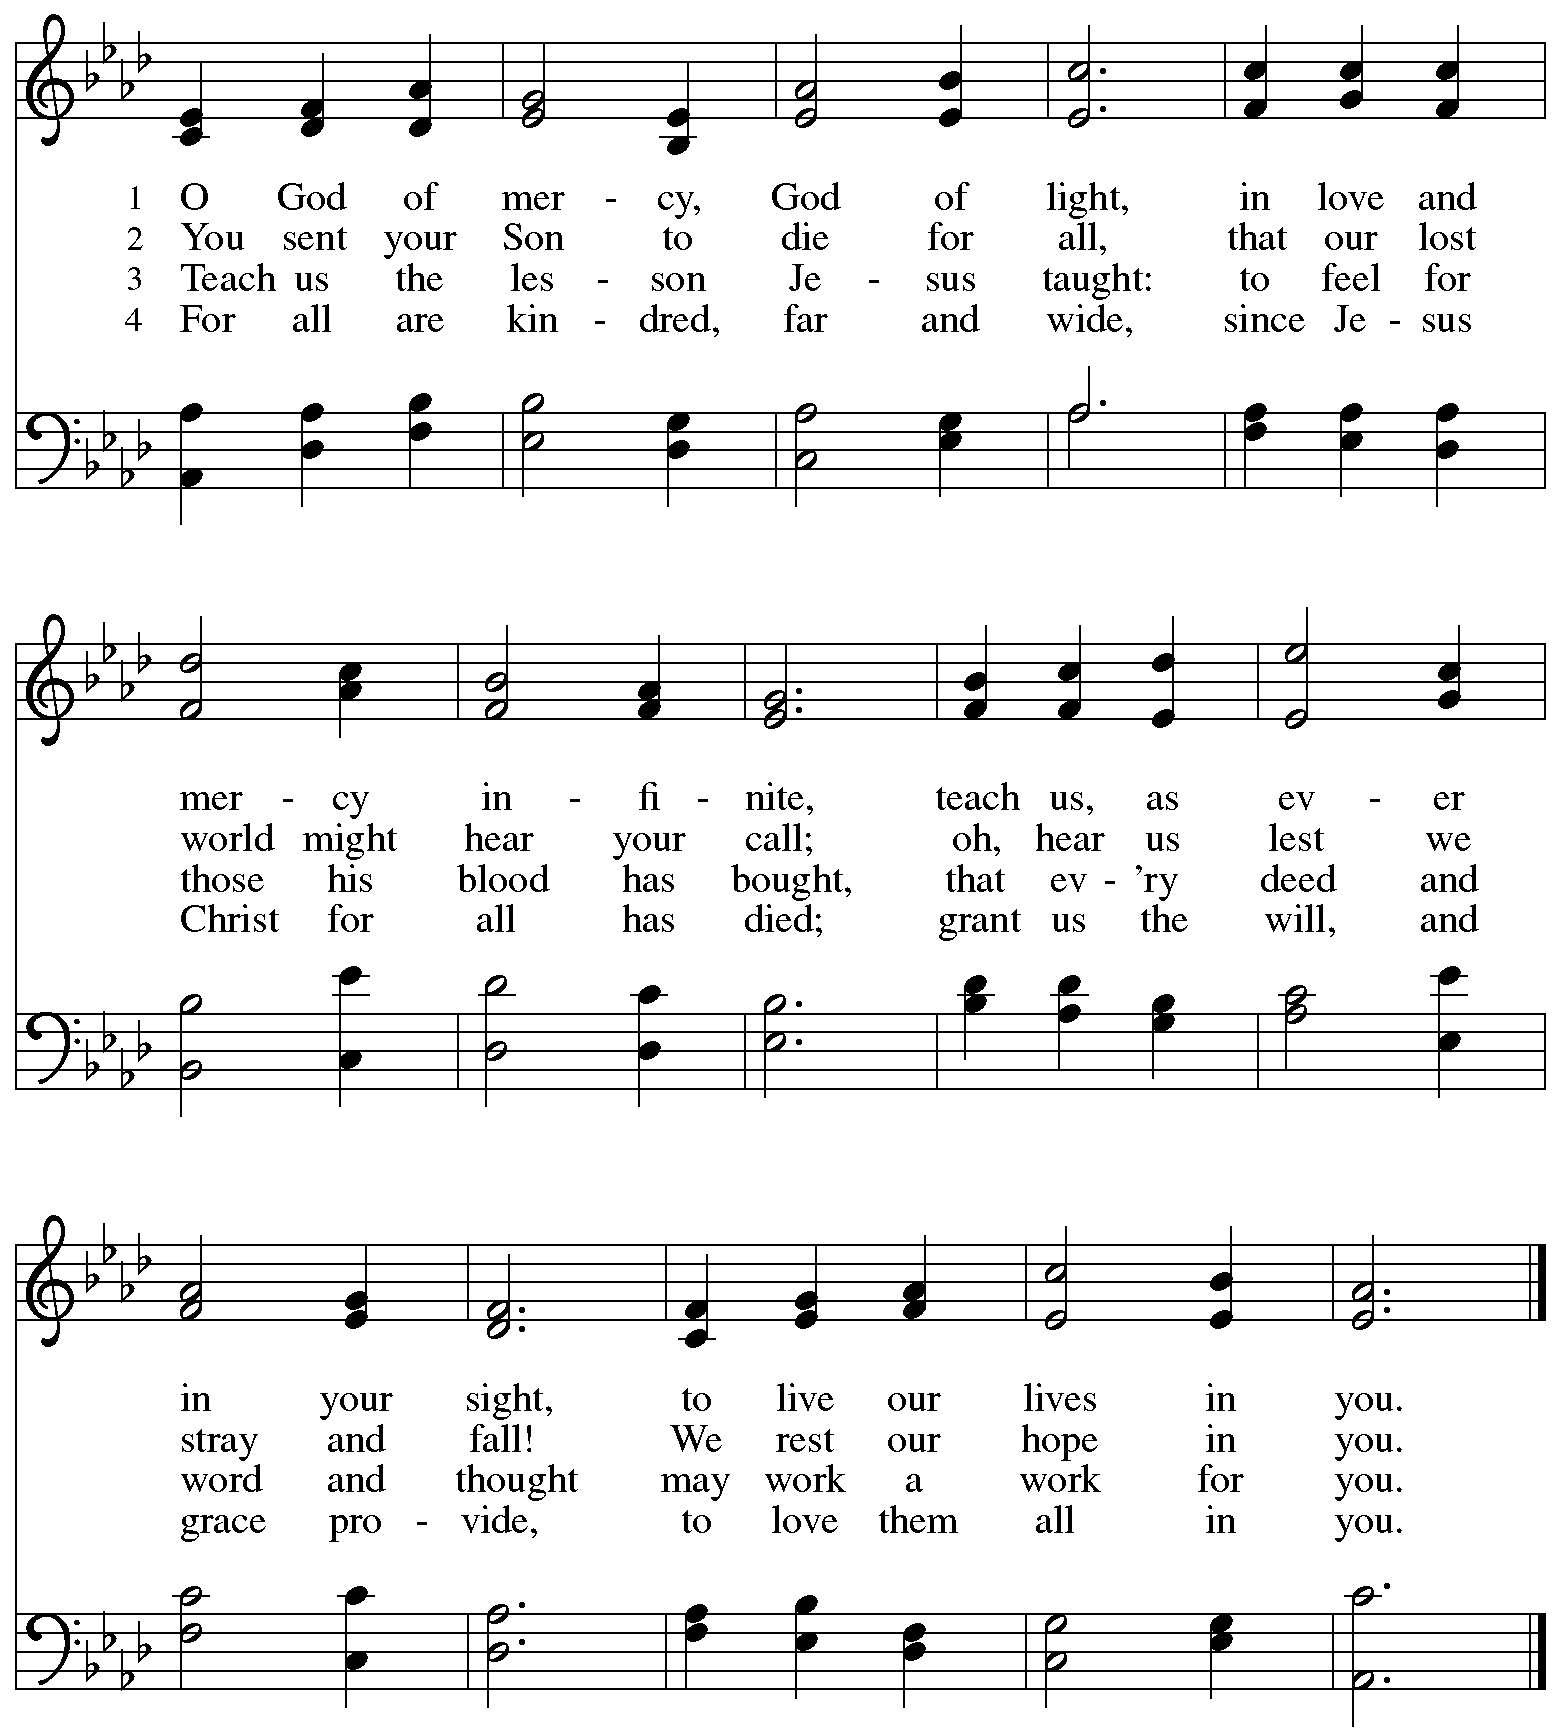 1 O God of mer - cy, God of light, in love and
2 You sent your Son to die for all, that our lost
3 Teach us the les - son Je - sus taught: to feel for
4 For all are kin - dred, far and wide, since Je - sus
mer - cy in - fi - nite, teach us, as ev - er
world might hear your call; oh, hear us lest we
those his blood has bought, that ev - 'ry deed and
Christ for all has died; grant us the will, and
in your sight, to live our lives in you.
stray and fall! We rest our hope in you.
word and thought may work a work for you.
grace pro - vide, to love them all in you.